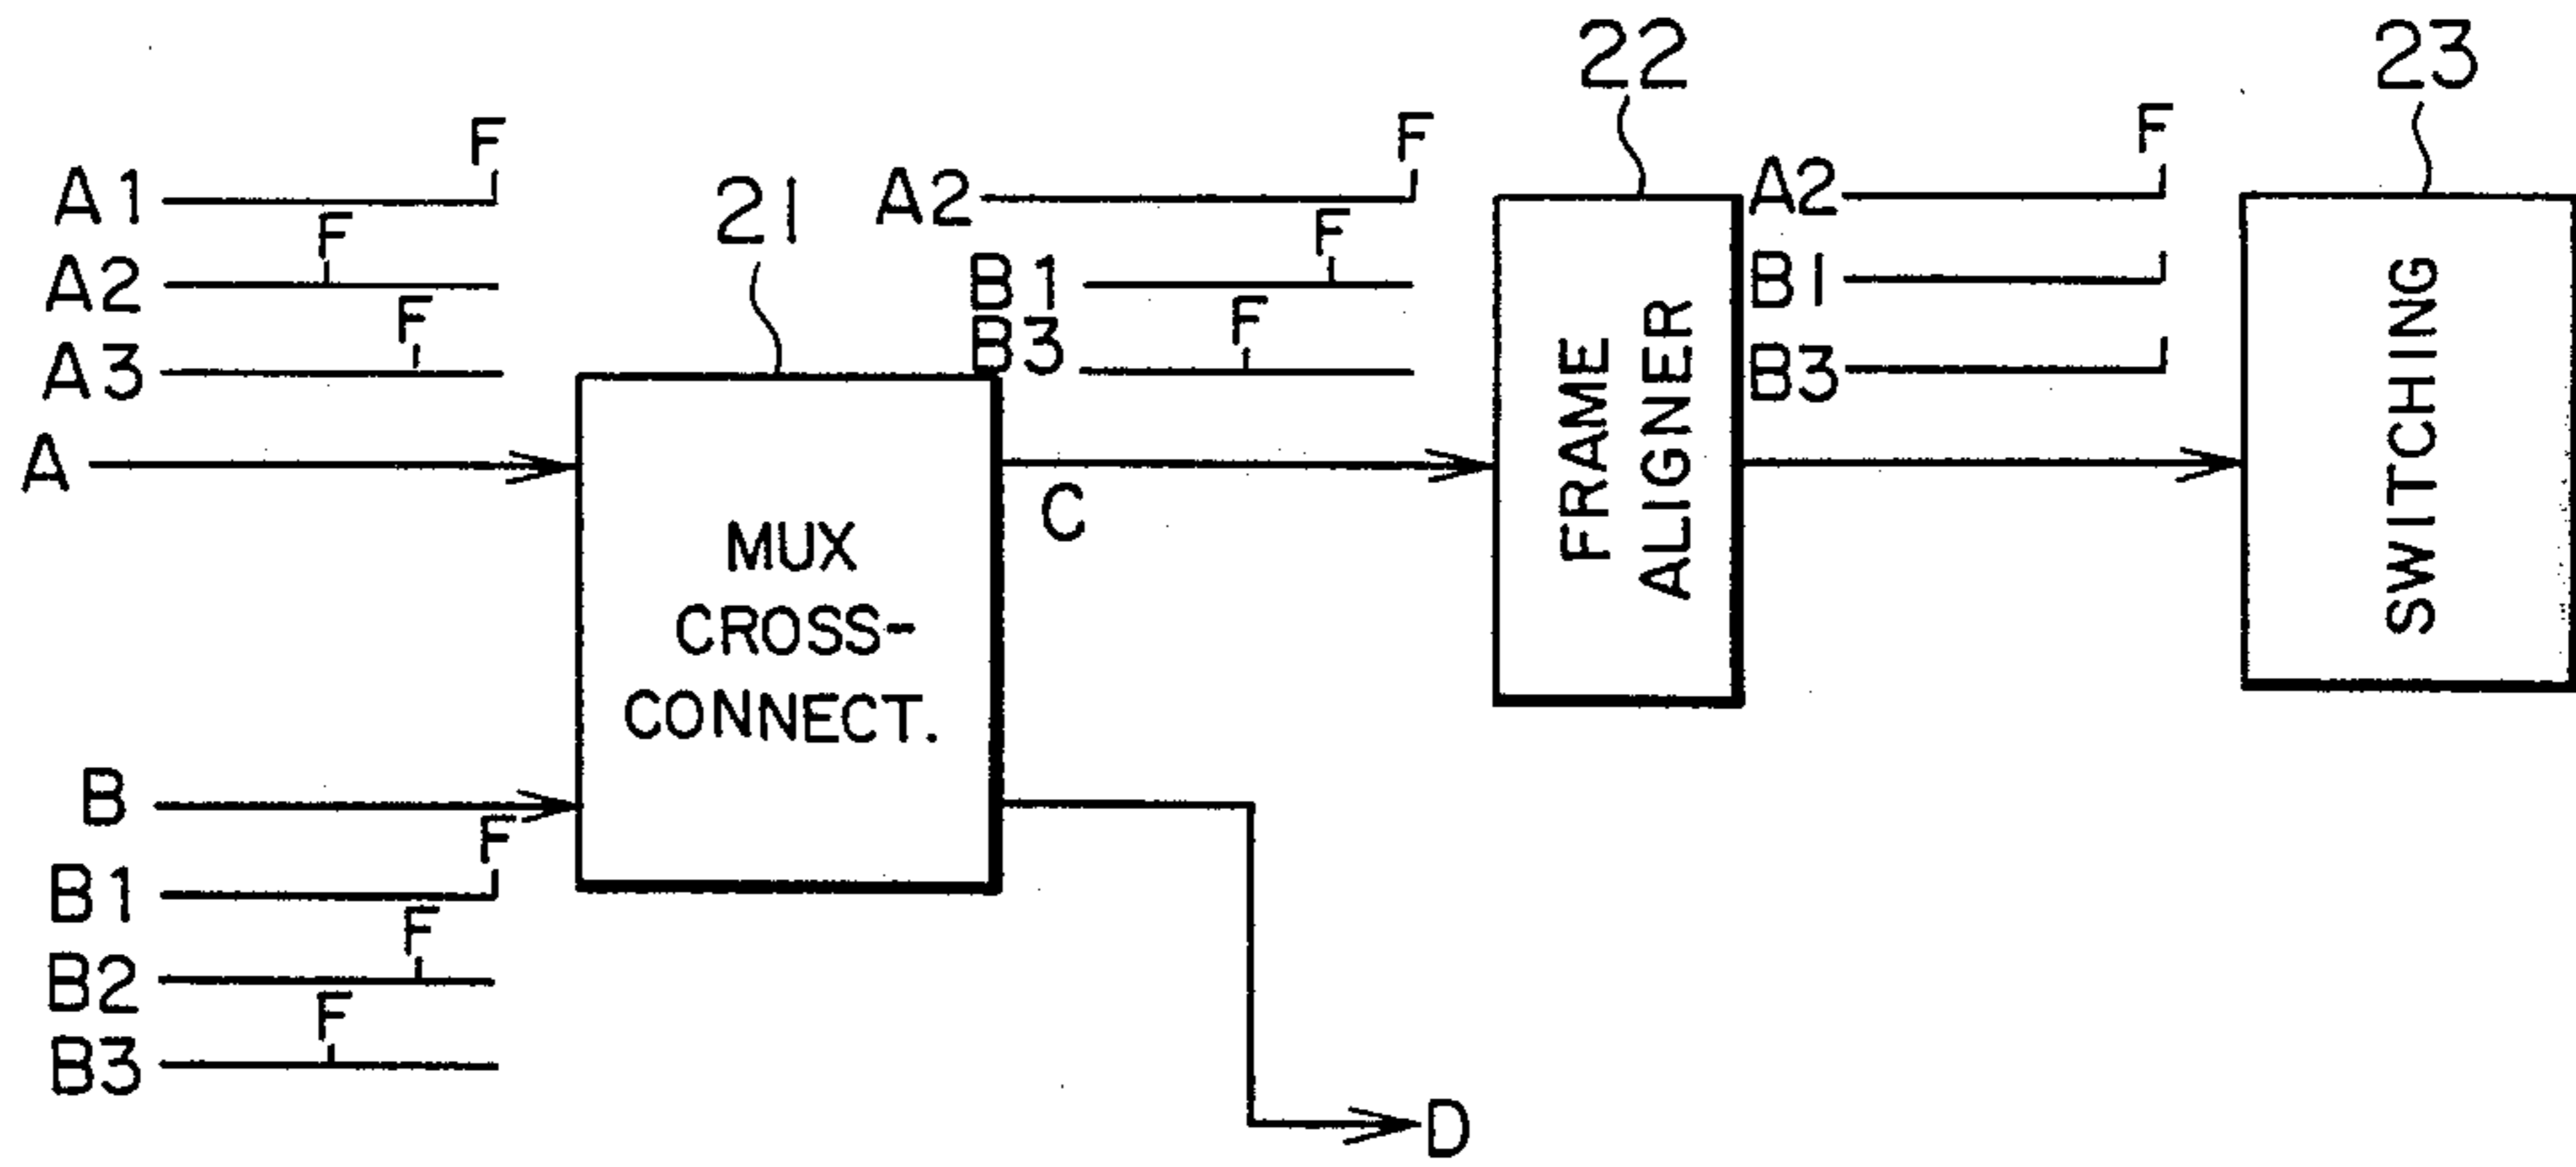 22
23
F
F
F
A1
21
A2
A2
F
F
A2
B1
B1
F
F
A3
B3
B3
A
C
MUX
CROSS-
CONNECT.
FRAME
ALIGNER
SWITCHING
B
F
B1
F
B2
F
B3
D